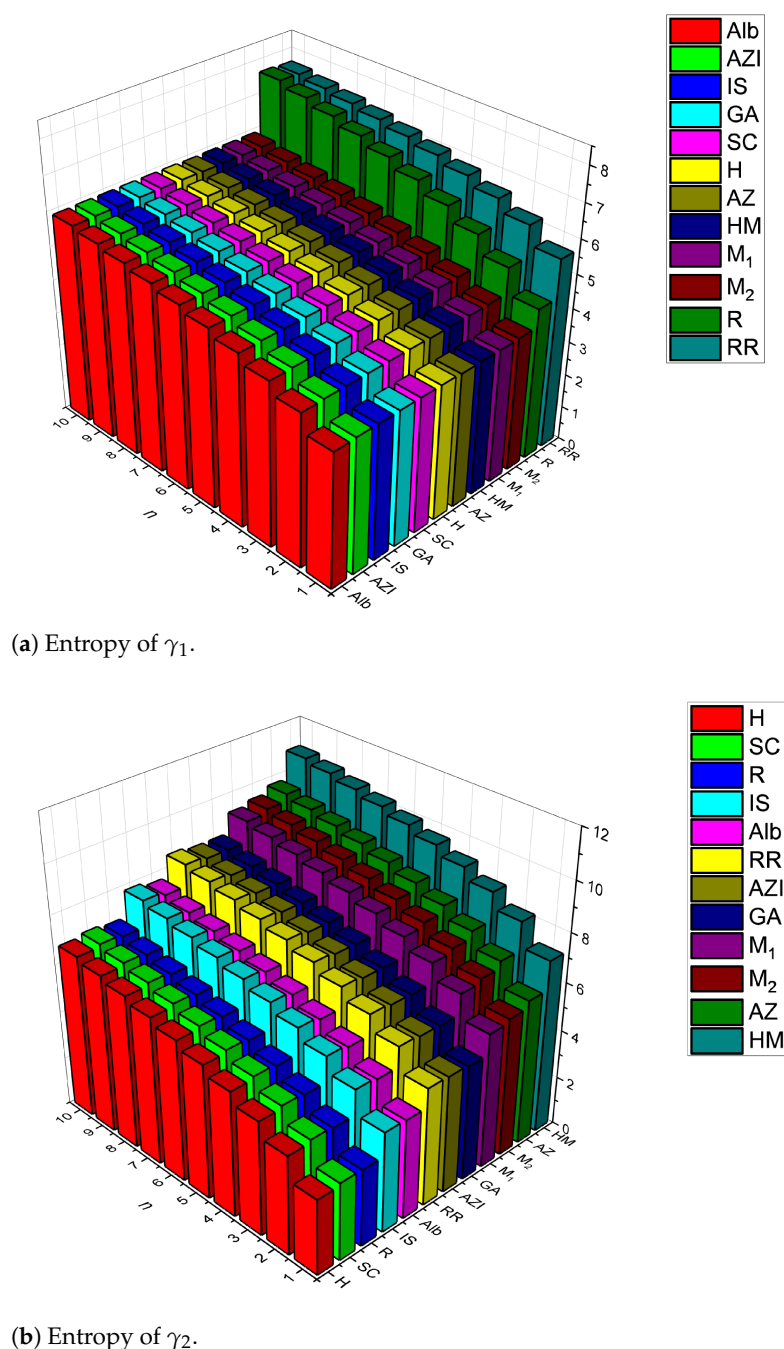 Alb
AZI
IS
GA
SC
H
AZ
HM
M₁
M₂
R
RR
8
7
6
5
4
3
2
1
0
10
9
8
7
6
5
4
3
2
1
n
Alb
AZI
IS
GA
SC
H
AZ
HM
M₁
M₂
R
RR
(a) Entropy of γ₁.
H
SC
R
IS
Alb
RR
AZI
GA
M₁
M₂
AZ
HM
12
10
8
6
4
2
0
10
9
8
7
6
5
4
3
2
1
n
H
SC
R
IS
Alb
RR
AZI
GA
M₁
M₂
AZ
HM
(b) Entropy of γ₂.